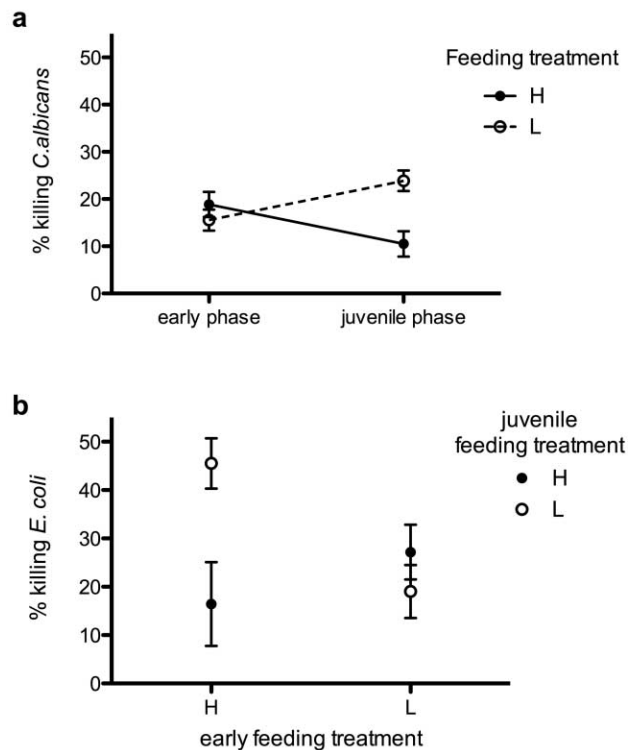 a
% killing C.albicans
50
40
30
20
10
0
early phase
juvenile phase
Feeding treatment
H
L
b
% killing E. coli
50
40
30
20
10
0
H
L
early feeding treatment
juvenile
feeding treatment
H
L